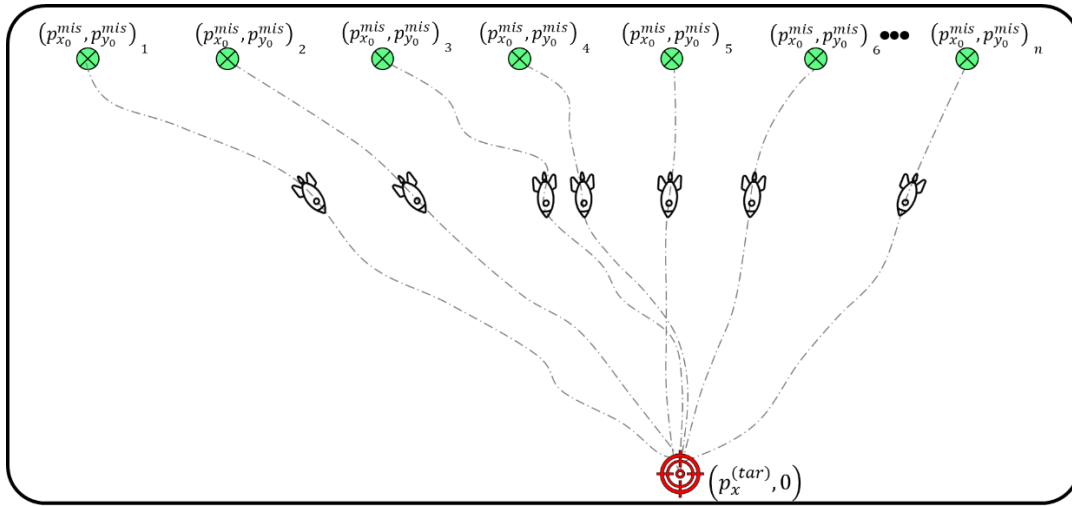 (p_{x_0}^{mis}, p_{y_0}^{mis})_1 (p_{x_0}^{mis}, p_{y_0}^{mis})_2 (p_{x_0}^{mis}, p_{y_0}^{mis})_3 (p_{x_0}^{mis}, p_{y_0}^{mis})_4 (p_{x_0}^{mis}, p_{y_0}^{mis})_5 (p_{x_0}^{mis}, p_{y_0}^{mis})_6 ••• (p_{x_0}^{mis}, p_{y_0}^{mis})_n
(p_x^{(tar)}, 0)